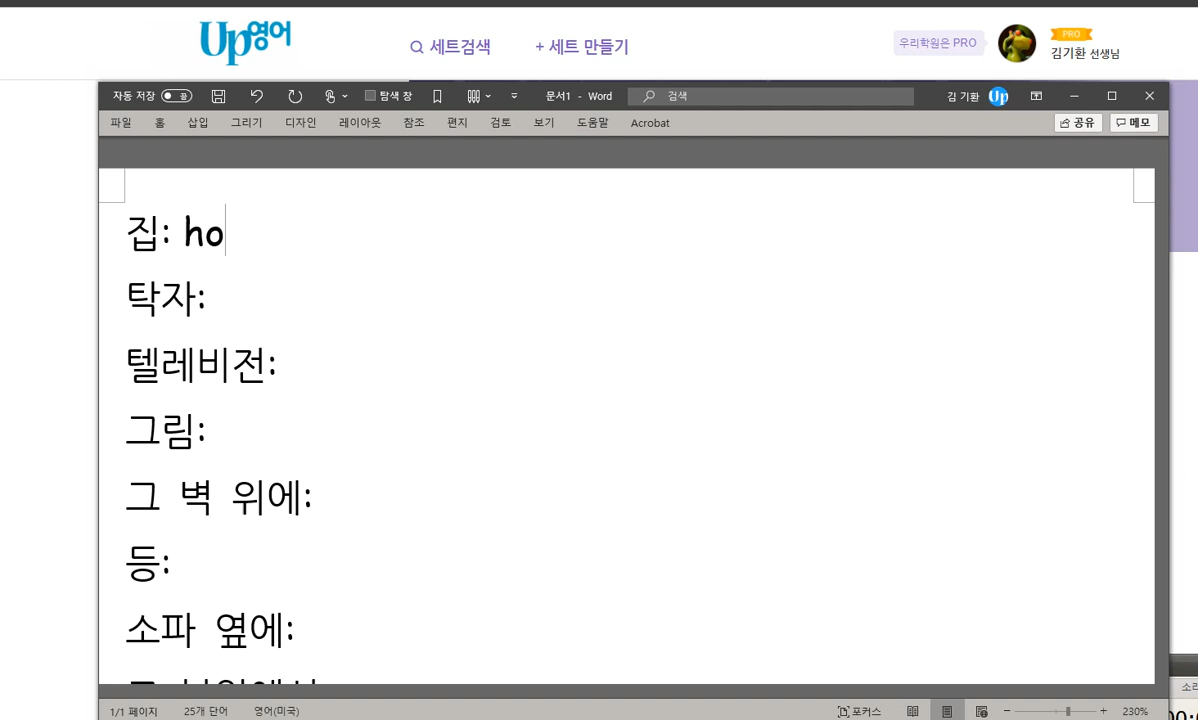 Up영어
세트검색
+ 세트 만들기
우리학원은 PRO
PRO
김기환 선생님
자동 저장
끔
탐색 창
문서1 - Word
검색
김 기환
Up
파일 홈 삽입 그리기 디자인 레이아웃 참조 편지 검토 보기 도움말 Acrobat
공유
메모
집: ho
탁자:
텔레비전:
그림:
그 벽 위에:
등:
소파 옆에:
1/1 페이지
25개 단어
영어(미국)
포커스
230%
소리